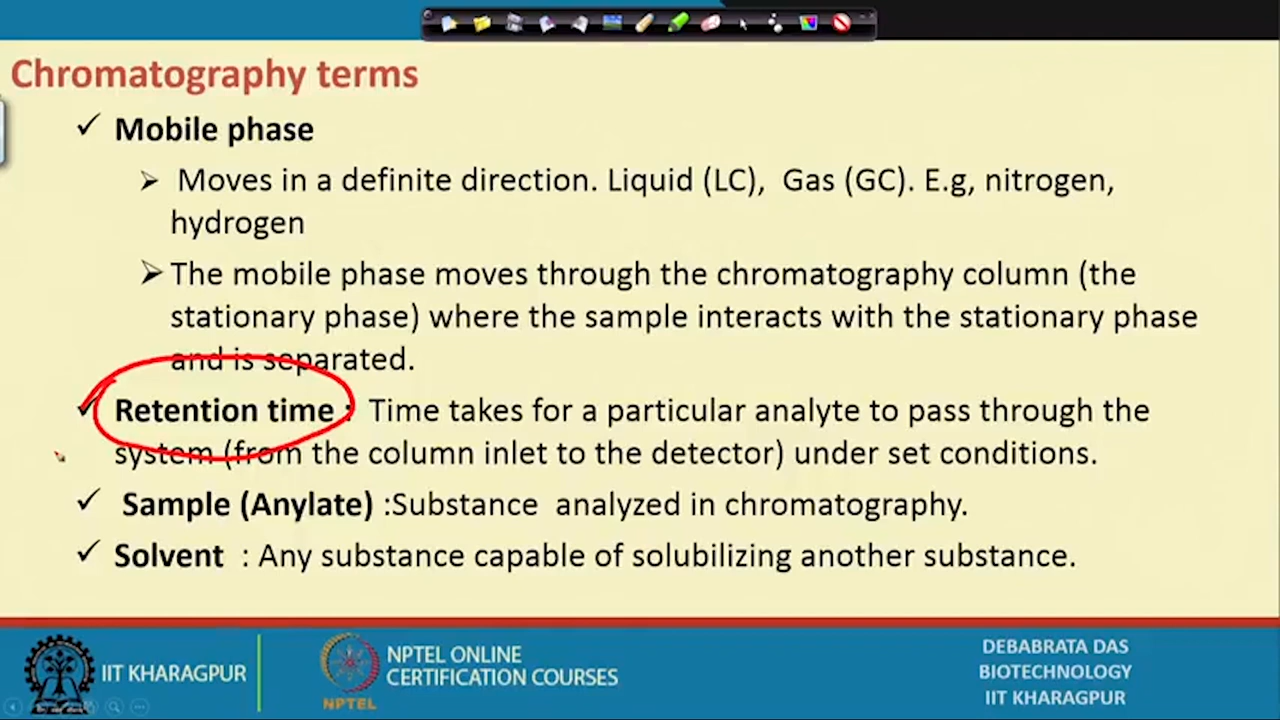 Chromatography terms
✓ Mobile phase
➢ Moves in a definite direction. Liquid (LC), Gas (GC). E.g, nitrogen,
hydrogen
➢ The mobile phase moves through the chromatography column (the
stationary phase) where the sample interacts with the stationary phase
and is separated.
✓ Retention time : Time takes for a particular analyte to pass through the
system (from the column inlet to the detector) under set conditions.
✓ Sample (Anylate) :Substance analyzed in chromatography.
✓ Solvent : Any substance capable of solubilizing another substance.
IIT KHARAGPUR
NPTEL
NPTEL ONLINE
CERTIFICATION COURSES
DEBABRATA DAS
BIOTECHNOLOGY
IIT KHARAGPUR